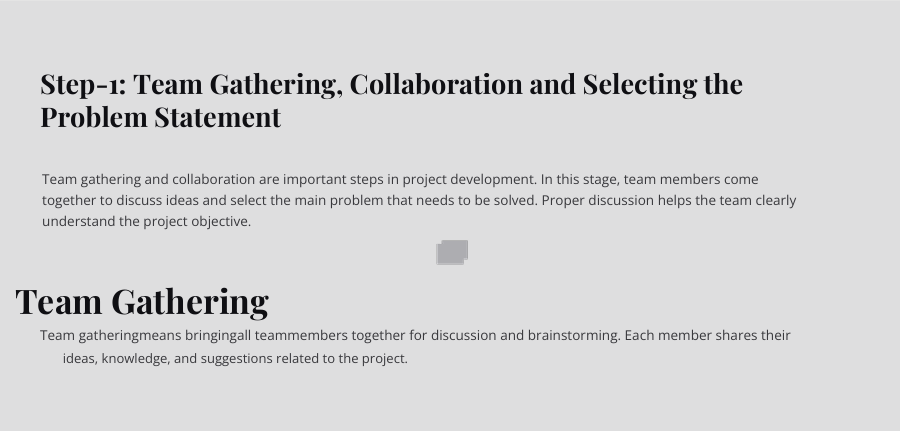 Step-1: Team Gathering, Collaboration and Selecting the
Problem Statement
Team gathering and collaboration are important steps in project development. In this stage, team members come
together to discuss ideas and select the main problem that needs to be solved. Proper discussion helps the team clearly
understand the project objective.
Team Gathering
Team gatheringmeans bringingall teammembers together for discussion and brainstorming. Each member shares their
ideas, knowledge, and suggestions related to the project.